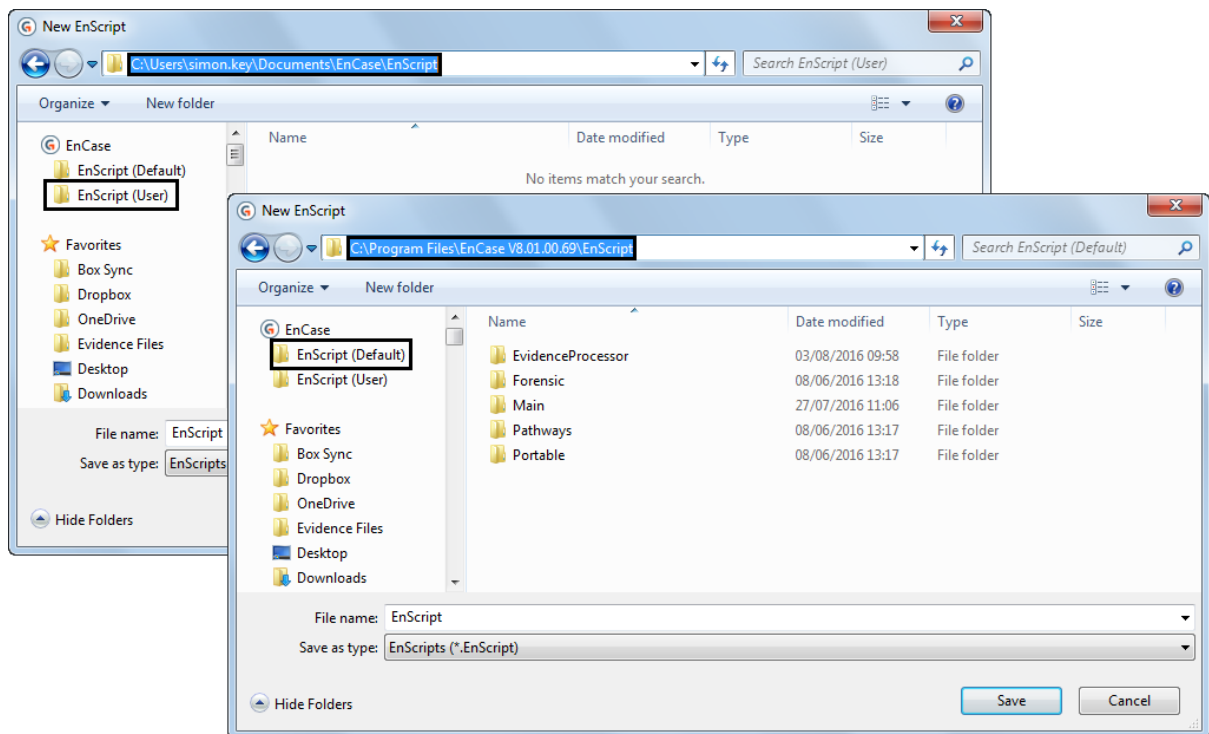 New EnScript
C:\Users\simon.key\Documents\EnCase\EnScript
Search EnScript (User)
Organize
New folder
EnCase
EnScript (Default)
EnScript (User)
Favorites
Box Sync
Dropbox
OneDrive
Evidence Files
Desktop
Downloads
Name Date modified Type Size
No items match your search.
File name: EnScript
Save as type: EnScripts
Hide Folders
New EnScript
C:\Program Files\EnCase V8.01.00.69\EnScript
Search EnScript (Default)
Organize
New folder
EnCase
EnScript (Default)
EnScript (User)
Favorites
Box Sync
Dropbox
OneDrive
Evidence Files
Desktop
Downloads
Name Date modified Type Size
EvidenceProcessor 03/08/2016 09:58 File folder
Forensic 08/06/2016 13:18 File folder
Main 27/07/2016 11:06 File folder
Pathways 08/06/2016 13:17 File folder
Portable 08/06/2016 13:17 File folder
File name: EnScript
Save as type: EnScripts (*.EnScript)
Hide Folders
Save
Cancel